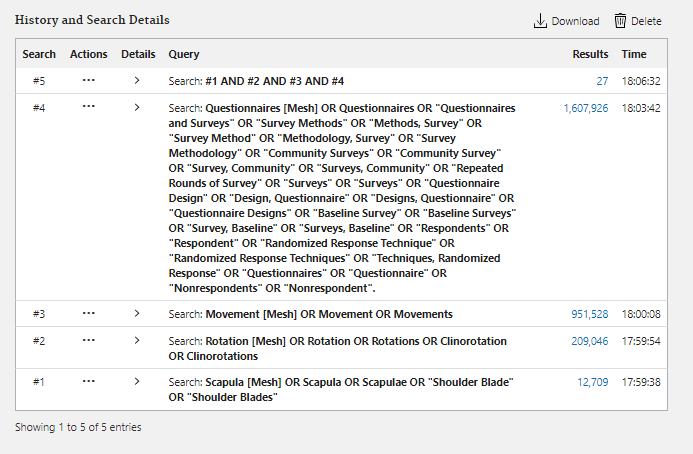 History and Search Details
Download
Delete
Search Actions Details Query Results Time
#5 ··· > Search: #1 AND #2 AND #3 AND #4 27 18:06:32
#4 ··· > Search: Questionnaires [Mesh] OR Questionnaires OR "Questionnaires 1,607,926 18:03:42
and Surveys" OR "Survey Methods" OR "Methods, Survey" OR
"Survey Method" OR "Methodology, Survey" OR "Survey
Methodology" OR "Community Surveys" OR "Community Survey"
OR "Survey, Community" OR "Surveys, Community" OR "Repeated
Rounds of Survey" OR "Surveys" OR "Surveys" OR "Questionnaire
Design" OR "Design, Questionnaire" OR "Designs, Questionnaire" OR
"Questionnaire Designs" OR "Baseline Survey" OR "Baseline Surveys"
OR "Survey, Baseline" OR "Surveys, Baseline" OR "Respondents" OR
"Respondent" OR "Randomized Response Technique" OR
"Randomized Response Techniques" OR "Techniques, Randomized
Response" OR "Questionnaires" OR "Questionnaire" OR
"Nonrespondents" OR "Nonrespondent".
#3 ··· > Search: Movement [Mesh] OR Movement OR Movements 951,528 18:00:08
#2 ··· > Search: Rotation [Mesh] OR Rotation OR Rotations OR Clinorotation 209,046 17:59:54
OR Clinorotations
#1 ··· > Search: Scapula [Mesh] OR Scapula OR Scapulae OR "Shoulder Blade" 12,709 17:59:38
OR "Shoulder Blades"
Showing 1 to 5 of 5 entries